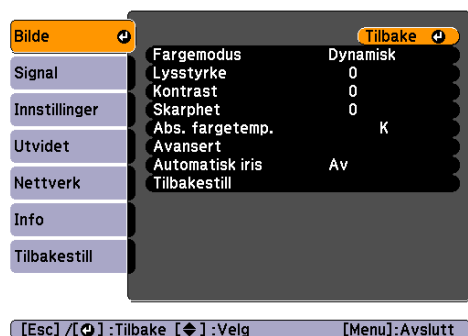 Bilde
Signal
Innstillinger
Utvidet
Nettverk
Info
Tilbakestill
Tilbake
Fargemodus Dynamisk
Lysstyrke 0
Kontrast 0
Skarphet 0
Abs. fargetemp. K
Avansert
Automatisk iris Av
Tilbakestill
[Esc] /[⏎] :Tilbake [◆] :Velg [Menu]:Avslutt